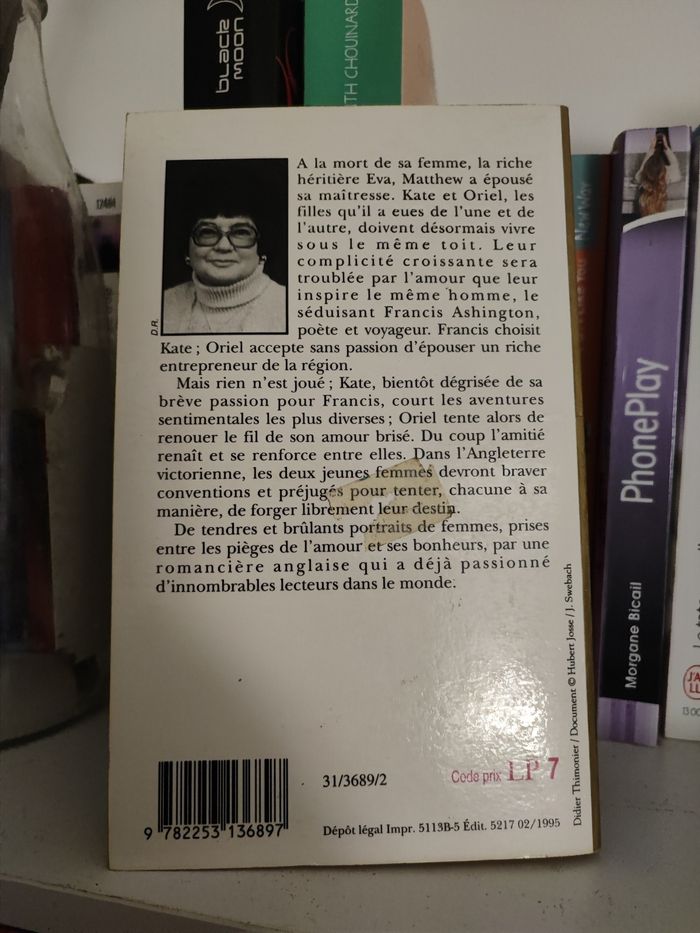 black
moon
TH CHOUINARD
12484
A la mort de sa femme, la riche
héritière Eva, Matthew a épousé
sa maîtresse. Kate et Oriel, les
filles qu'il a eues de l'une et de
l'autre, doivent désormais vivre
sous le même toit. Leur
complicité croissante sera
troublée par l'amour que leur
inspire le même homme, le
séduisant Francis Ashington,
poète et voyageur. Francis choisit
Kate ; Oriel accepte sans passion d'épouser un riche
entrepreneur de la région.
Mais rien n'est joué ; Kate, bientôt dégrisée de sa
brève passion pour Francis, court les aventures
sentimentales les plus diverses ; Oriel tente alors de
renouer le fil de son amour brisé. Du coup l'amitié
renaît et se renforce entre elles. Dans l'Angleterre
victorienne, les deux jeunes femmes devront braver
conventions et préjugés pour tenter, chacune à sa
manière, de forger librement leur destin.
De tendres et brûlants portraits de femmes, prises
entre les pièges de l'amour et ses bonheurs, par une
romancière anglaise qui a déjà passionné
d'innombrables lecteurs dans le monde.
D.R.
Didier Thimonier / Document © Hubert Josse / J. Swebach
31/3689/2
Code prix LP 7
9 782253 136897
Dépôt légal Impr. 5113B-5 Édit. 5217 02/1995
PhonePlay
Morgane Bicail
J'A
LL